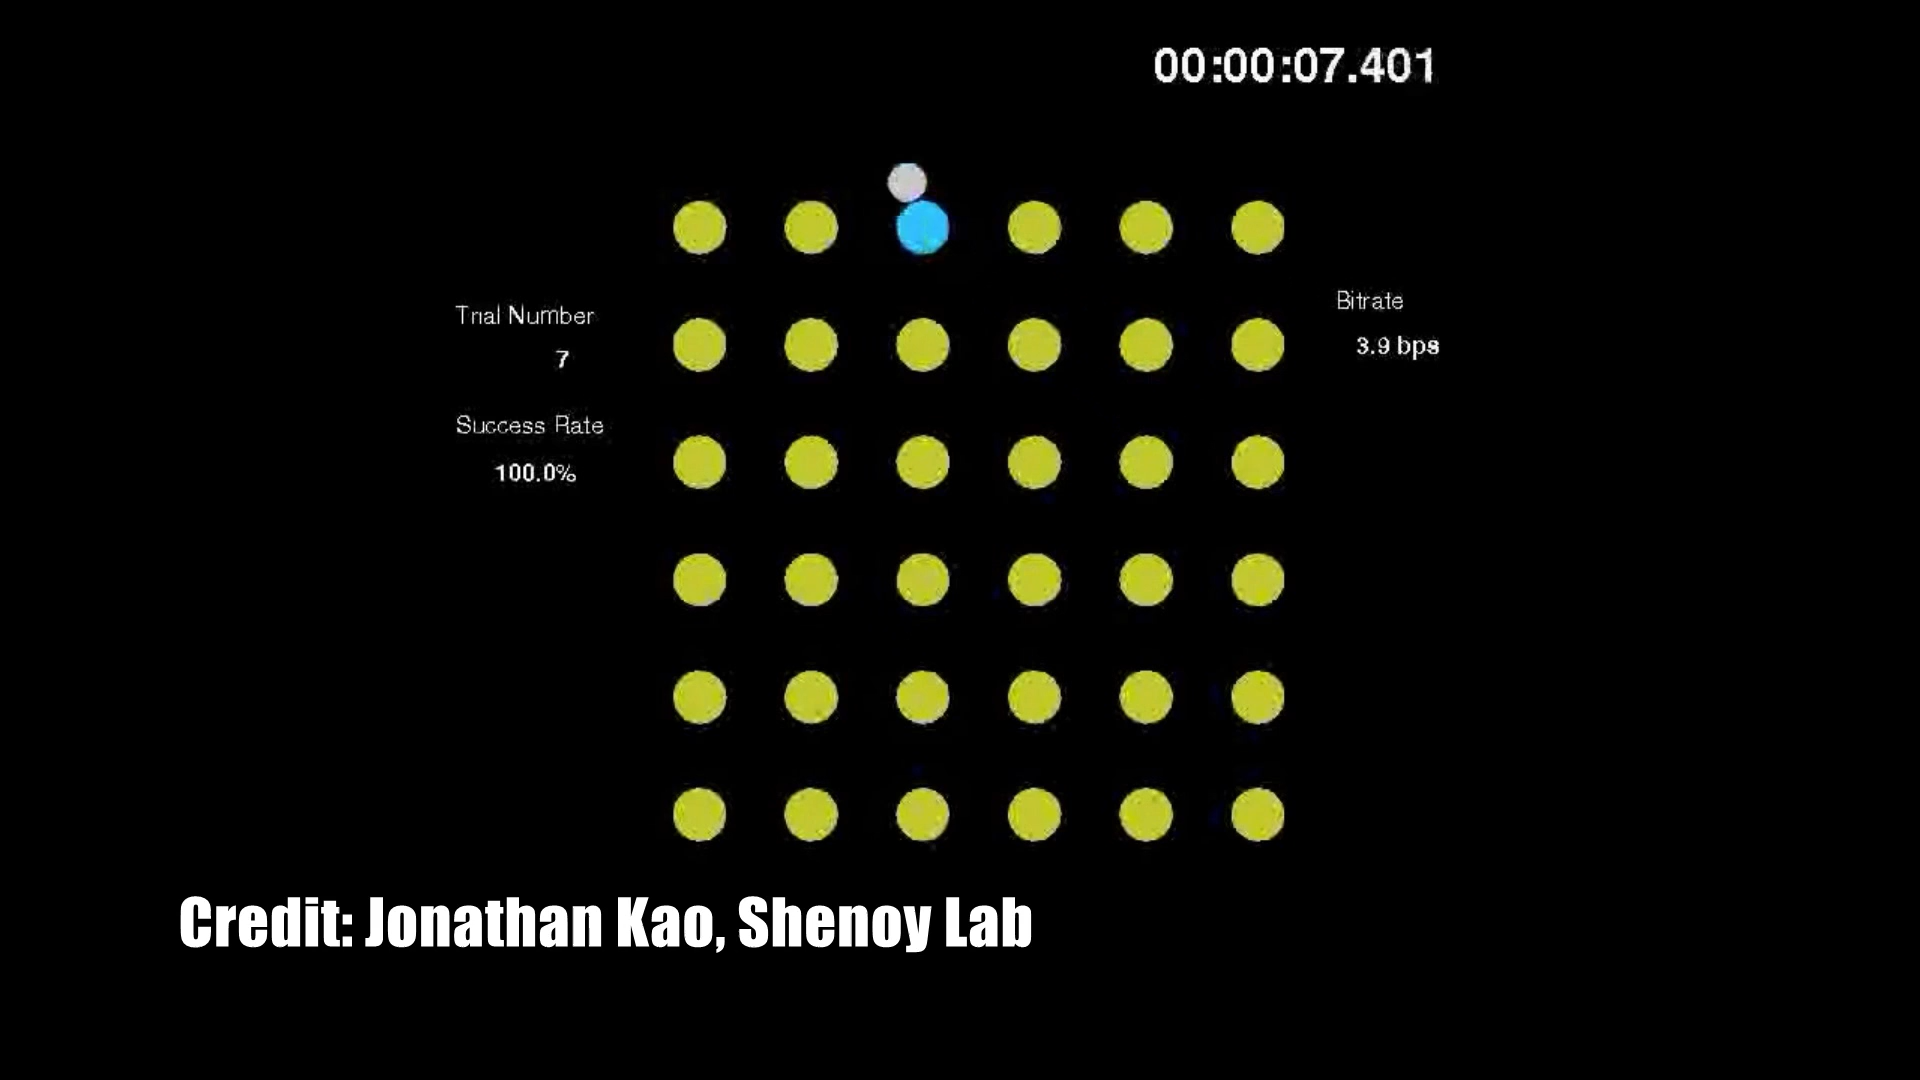 00:00:07.401
Trial Number
7
Success Rate
100.0%
Bitrate
3.9 bps
Credit: Jonathan Kao, Shenoy Lab